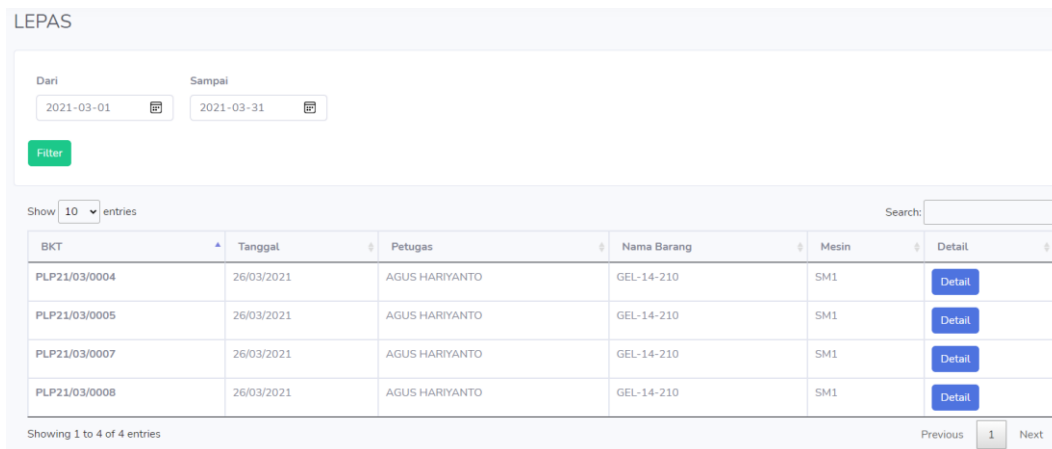 LEPAS
Dari Sampai
2021-03-01 2021-03-31
Filter
Show 10 entries Search:
BKT Tanggal Petugas Nama Barang Mesin Detail
PLP21/03/0004 26/03/2021 AGUS HARIYANTO GEL-14-210 SM1 Detail
PLP21/03/0005 26/03/2021 AGUS HARIYANTO GEL-14-210 SM1 Detail
PLP21/03/0007 26/03/2021 AGUS HARIYANTO GEL-14-210 SM1 Detail
PLP21/03/0008 26/03/2021 AGUS HARIYANTO GEL-14-210 SM1 Detail
Showing 1 to 4 of 4 entries Previous 1 Next